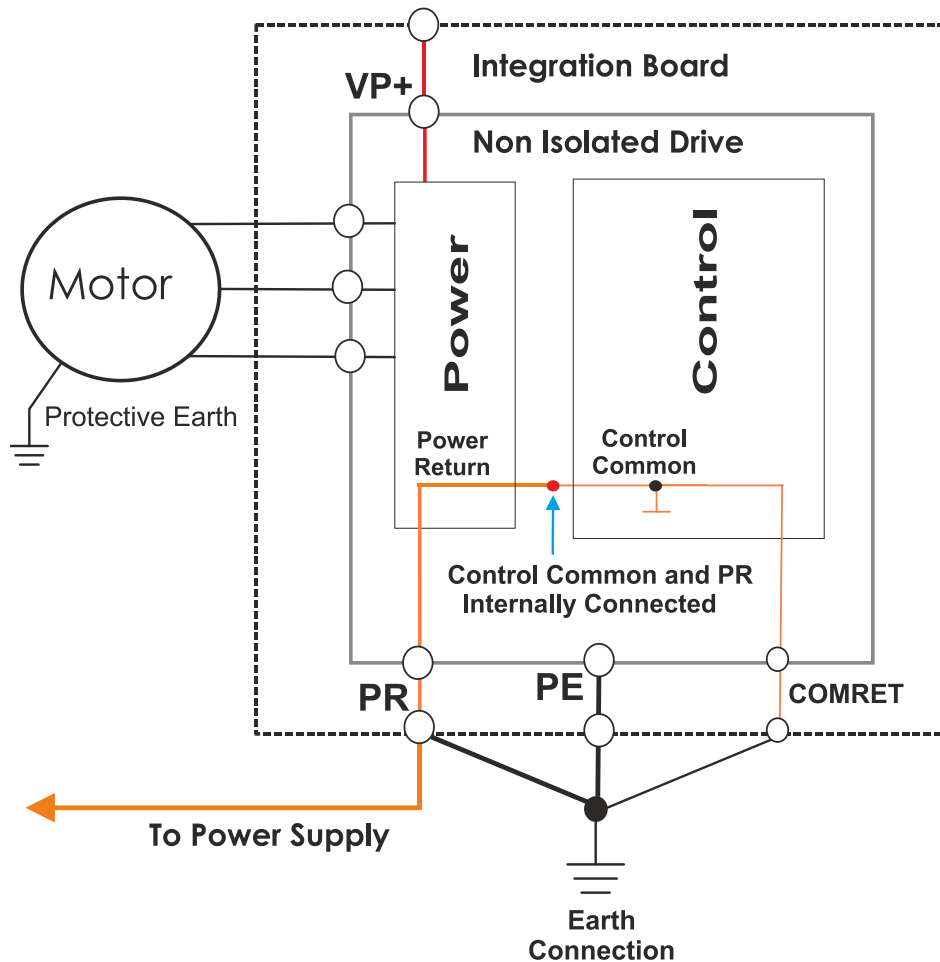 Integration Board
VP+
Non Isolated Drive
Motor
Power
Control
Protective Earth
Power
Return
Control
Common
Control Common and PR
Internally Connected
PR
PE
COMRET
To Power Supply
Earth
Connection